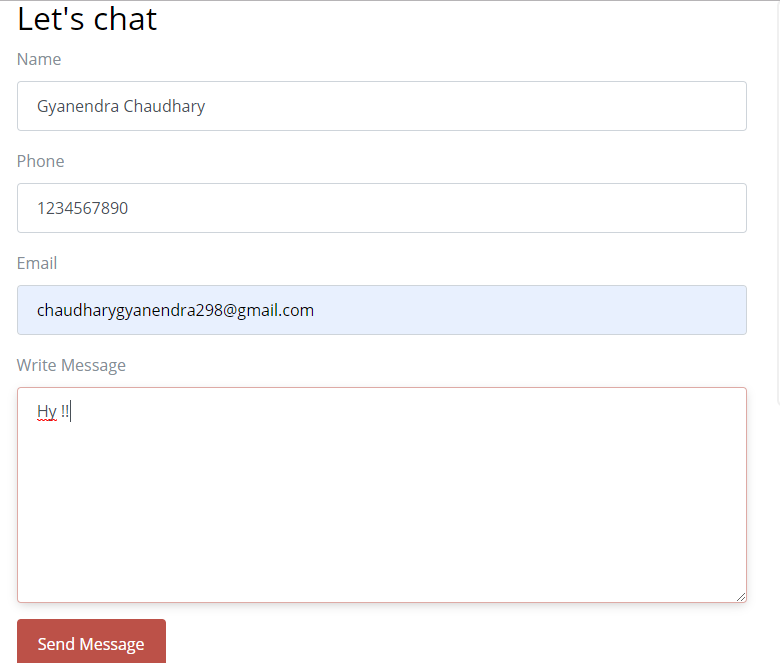 Let's chat
Name
Gyanendra Chaudhary
Phone
1234567890
Email
chaudharygyanendra298@gmail.com
Write Message
Hy !!
Send Message